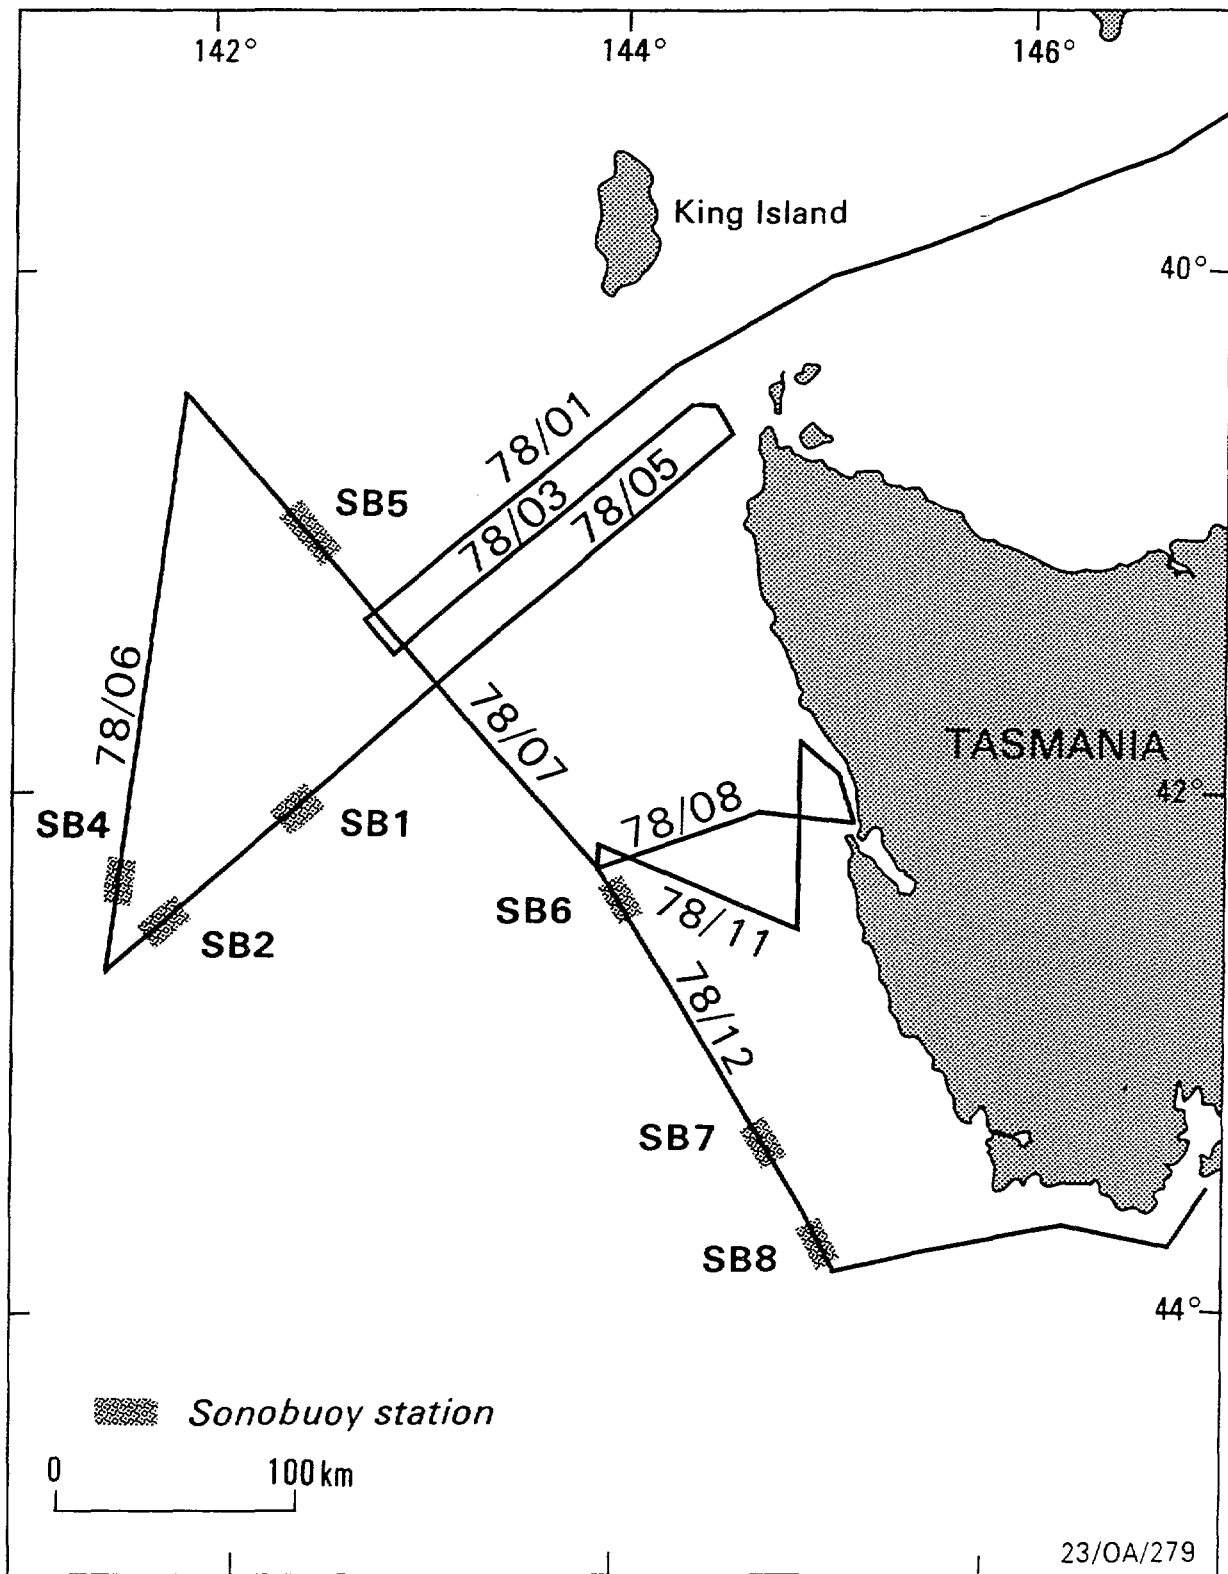 142°
144°
146°
King Island
40°
78/01
78/03
78/05
SB5
78/06
78/07
TASMANIA
42°
78/08
SB4
SB1
SB6
78/11
SB2
78/12
SB7
SB8
44°
Sonobuoy station
0
100 km
23/OA/279